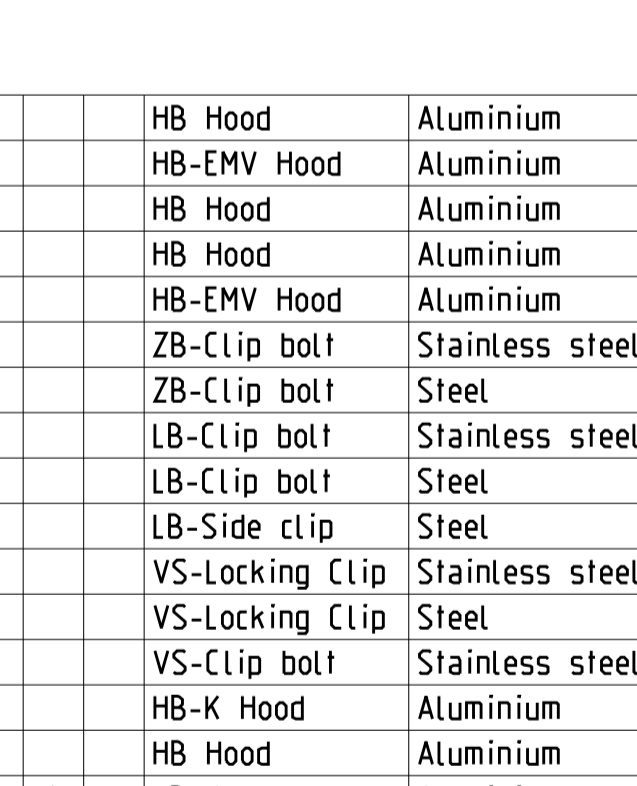 HB Hood Aluminium
HB-EMV Hood Aluminium
HB Hood Aluminium
HB Hood Aluminium
HB-EMV Hood Aluminium
ZB-Clip bolt Stainless steel
ZB-Clip bolt Steel
LB-Clip bolt Stainless steel
LB-Clip bolt Steel
LB-Side clip Steel
VS-Locking Clip Stainless steel
VS-Locking Clip Steel
VS-Clip bolt Stainless steel
HB-K Hood Aluminium
HB Hood Aluminium